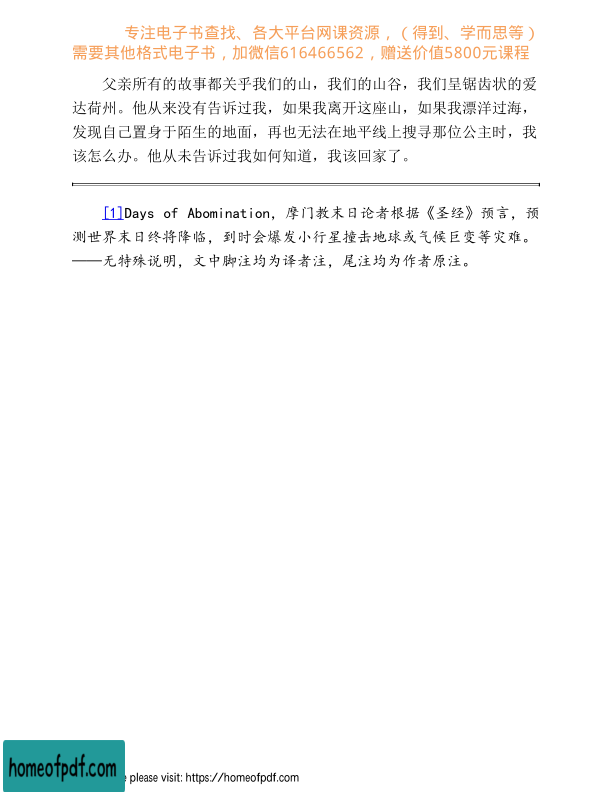 专注电子书查找、各大平台网课资源，（得到、学而思等）
需要其他格式电子书，加微信616466562，赠送价值5800元课程
父亲所有的故事都关乎我们的山，我们的山谷，我们呈锯齿状的爱
达荷州。他从来没有告诉过我，如果我离开这座山，如果我漂洋过海，
发现自己置身于陌生的地面，再也无法在地平线上搜寻那位公主时，我
该怎么办。他从未告诉过我如何知道，我该回家了。
[1]Days of Abomination，摩门教末日论者根据《圣经》预言，预
测世界末日终将降临，到时会爆发小行星撞击地球或气候巨变等灾难。
——无特殊说明，文中脚注均为译者注，尾注均为作者原注。
homeofpdf.com
please visit: https://homeofpdf.com